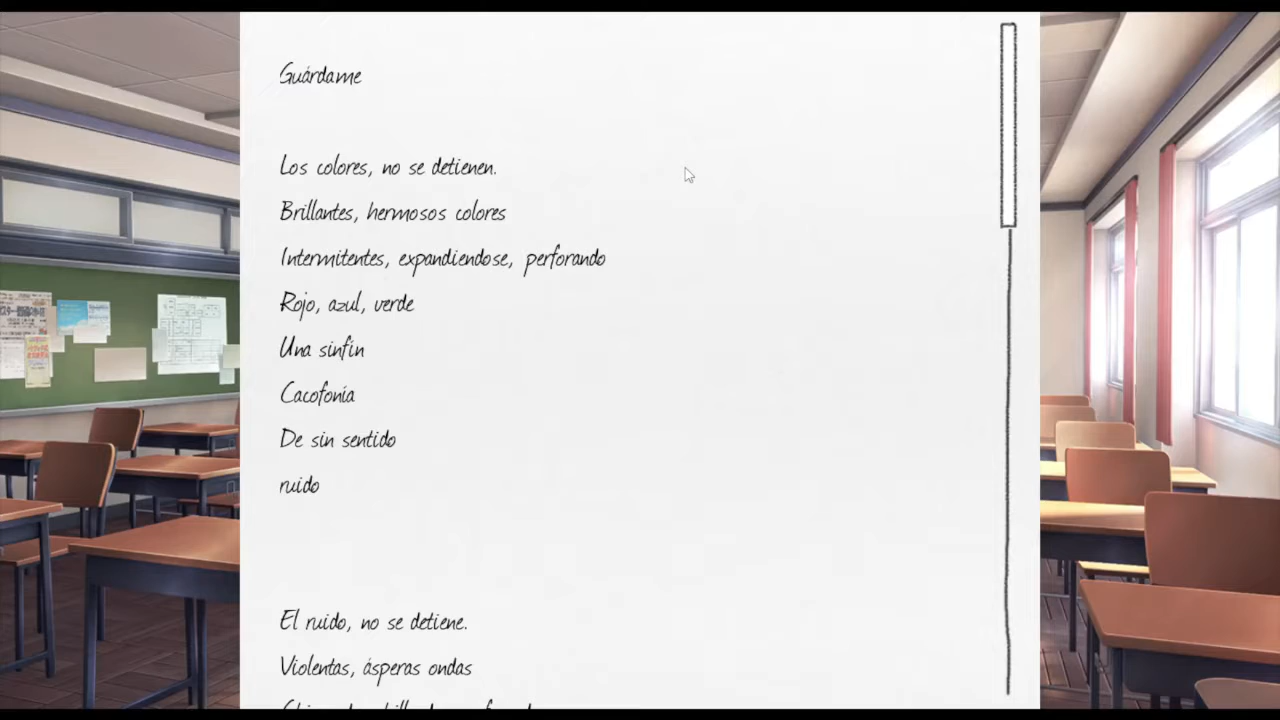 Guárdame
Los colores, no se detienen.
Brillantes, hermosos colores
Intermitentes, expandiendose, perforando
Rojo, azul, verde
Una sinfín
Cacofonía
De sin sentido
ruido
El ruido, no se detiene.
Violentas, ásperas ondas